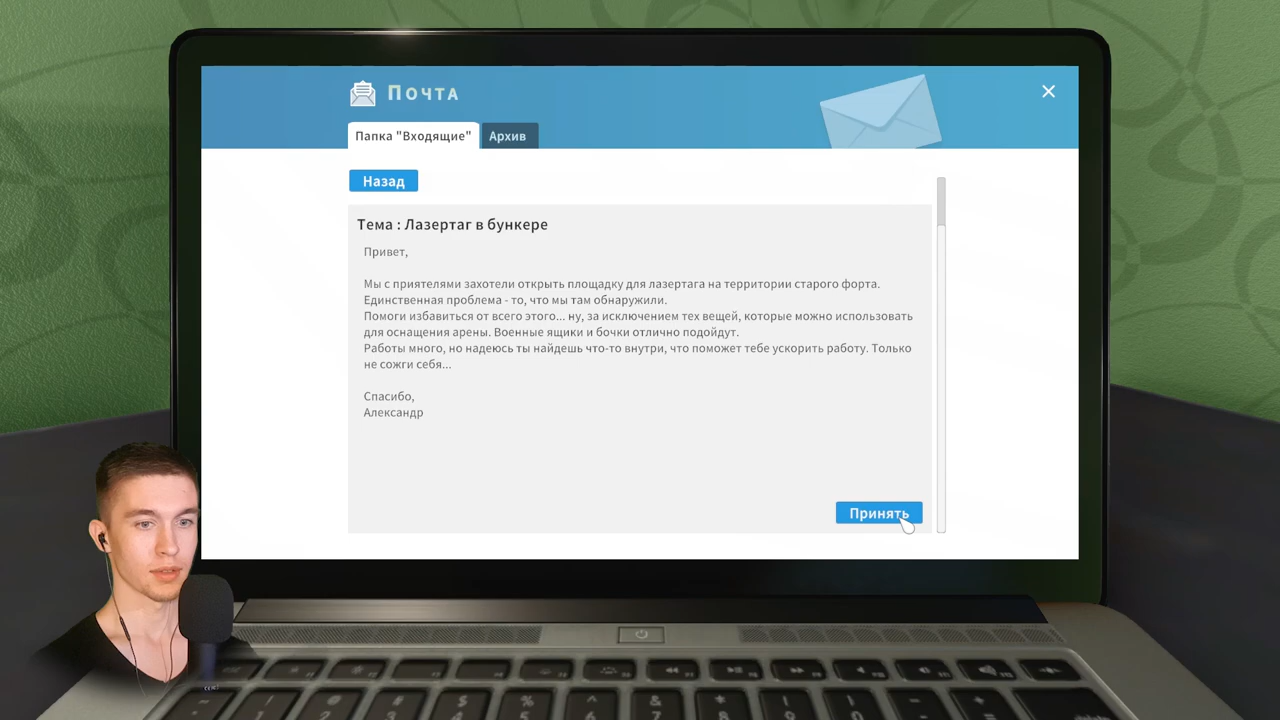 Почта
Папка "Входящие"
Архив
Назад
Тема : Лазертаг в бункере
Привет,
Мы с приятелями захотели открыть площадку для лазертага на территории старого форта.
Единственная проблема - то, что мы там обнаружили.
Помоги избавиться от всего этого... ну, за исключением тех вещей, которые можно использовать
для оснащения арены. Военные ящики и бочки отлично подойдут.
Работы много, но надеюсь ты найдешь что-то внутри, что поможет тебе ускорить работу. Только
не сожги себя...
Спасибо,
Александр
Принять